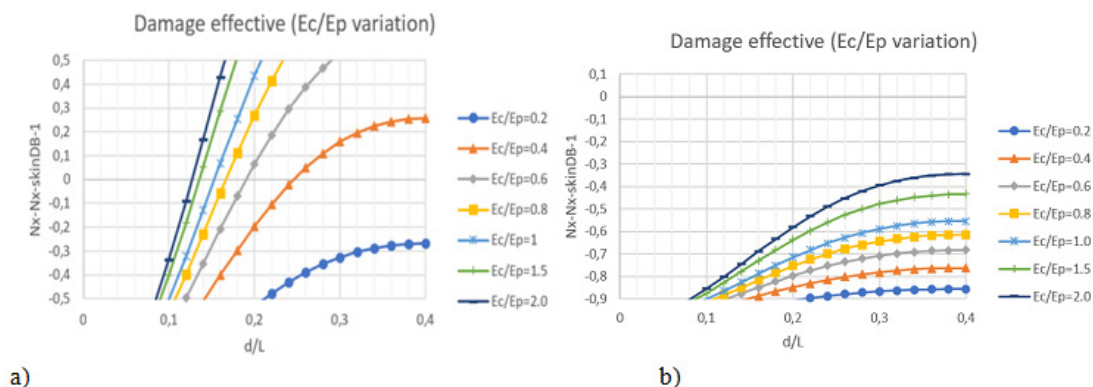 Damage effective (Ec/Ep variation)
0,5
0,4
0,3
0,2
0,1
0
-0,1
-0,2
-0,3
-0,4
-0,5
Nx-Nx-skinDB-1
0
0,1
0,2
0,3
0,4
d/L
Ec/Ep=0.2
Ec/Ep=0.4
Ec/Ep=0.6
Ec/Ep=0.8
Ec/Ep=1
Ec/Ep=1.5
Ec/Ep=2.0
a)
Damage effective (Ec/Ep variation)
0,1
0
-0,1
-0,2
-0,3
-0,4
-0,5
-0,6
-0,7
-0,8
-0,9
Nx-Nx-skinDB-1
0
0,1
0,2
0,3
0,4
d/L
Ec/Ep=0.2
Ec/Ep=0.4
Ec/Ep=0.6
Ec/Ep=0.8
Ec/Ep=1.0
Ec/Ep=1.5
Ec/Ep=2.0
b)